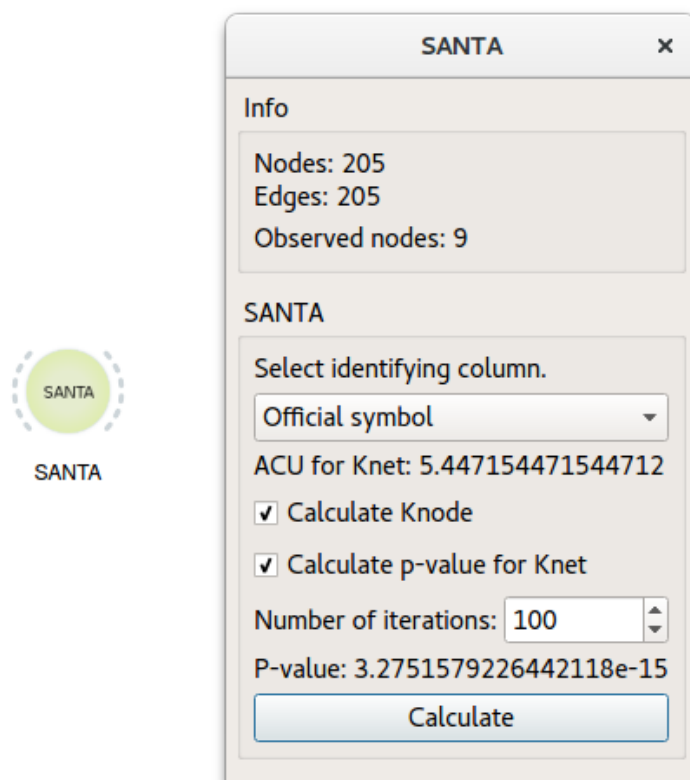 SANTA
SANTA
SANTA ×
Info
Nodes: 205
Edges: 205
Observed nodes: 9
SANTA
Select identifying column.
Official symbol
ACU for Knet: 5.447154471544712
Calculate Knode
Calculate p-value for Knet
Number of iterations: 100
P-value: 3.2751579226442118e-15
Calculate